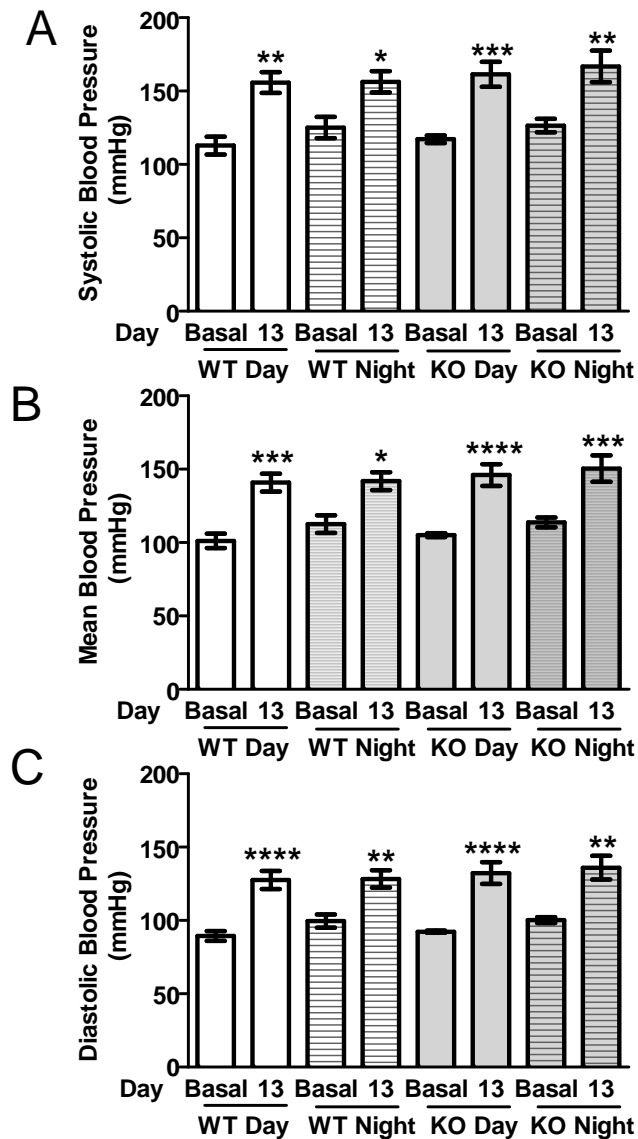 A
Systolic Blood Pressure
(mmHg)
200
150
100
50
0
** * *** **
Day Basal 13 Basal 13 Basal 13 Basal 13
WT Day WT Night KO Day KO Night
B
Mean Blood Pressure
(mmHg)
200
150
100
50
0
*** * **** ***
Day Basal 13 Basal 13 Basal 13 Basal 13
WT Day WT Night KO Day KO Night
C
Diastolic Blood Pressure
(mmHg)
200
150
100
50
0
**** ** **** **
Day Basal 13 Basal 13 Basal 13 Basal 13
WT Day WT Night KO Day KO Night